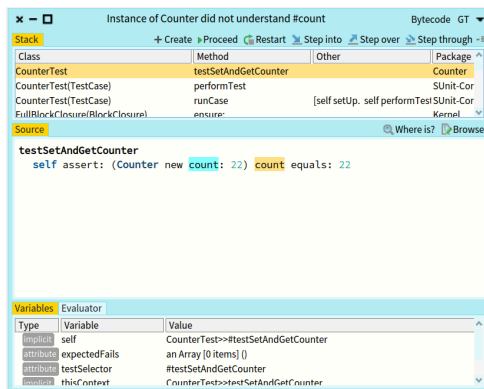 Instance of Counter did not understand #count Bytecode GT
Stack + Create Proceed Restart Step into Step over Step through
Class Method Other Package
CounterTest testSetAndGetCounter Counter
CounterTest(TestCase) performTest SUnit-Cor
CounterTest(TestCase) runCase [self setUp. self performTest SUnit-Cor
FullBlockClosure(BlockClosure) ensure: Kernel
Source Where is? Browse
testSetAndGetCounter
self assert: (Counter new count: 22) count equals: 22
Variables Evaluator
Type Variable Value
implicit self CounterTest>>#testSetAndGetCounter
attribute expectedFails an Array [0 items] ()
attribute testSelector #testSetAndGetCounter
implicit thisContext CounterTest>>testSetAndGetCounter